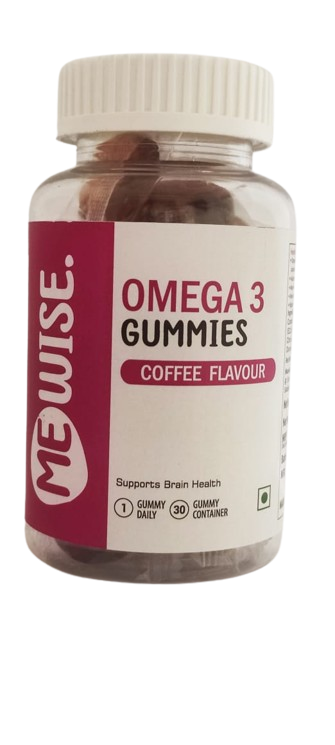 MEWISE.
OMEGA 3
GUMMIES
COFFEE FLAVOUR
Supports Brain Health
1 GUMMY
DAILY
30 GUMMY
CONTAINER